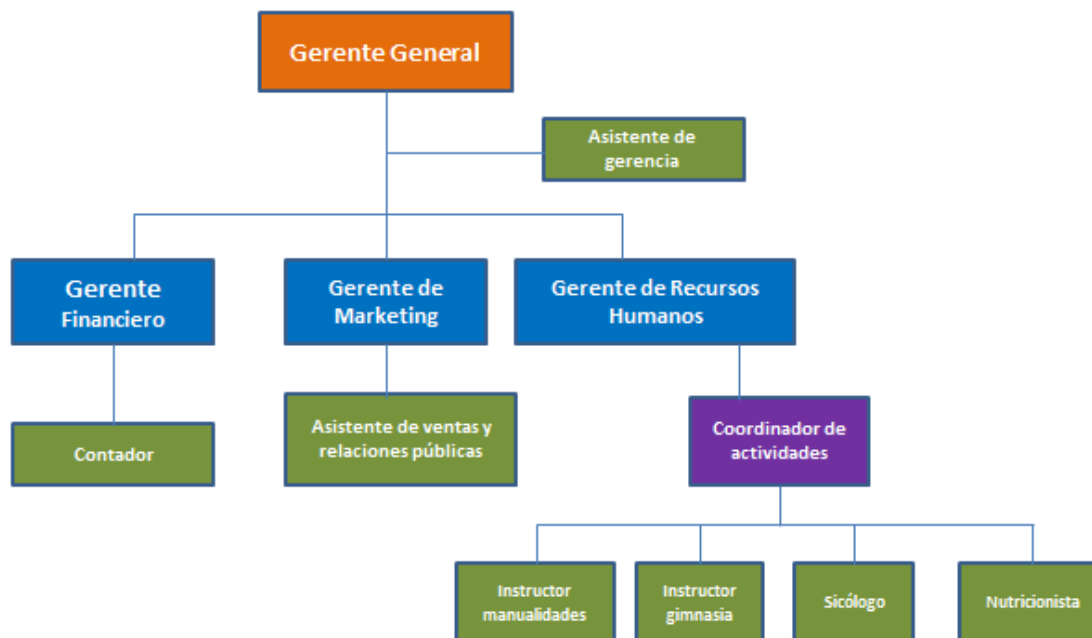 Gerente General
Asistente de
gerencia
Gerente
Financiero
Gerente de
Marketing
Gerente de Recursos
Humanos
Contador
Asistente de ventas y
relaciones públicas
Coordinador de
actividades
Instructor
manualidades
Instructor
gimnasia
Sicólogo
Nutricionista